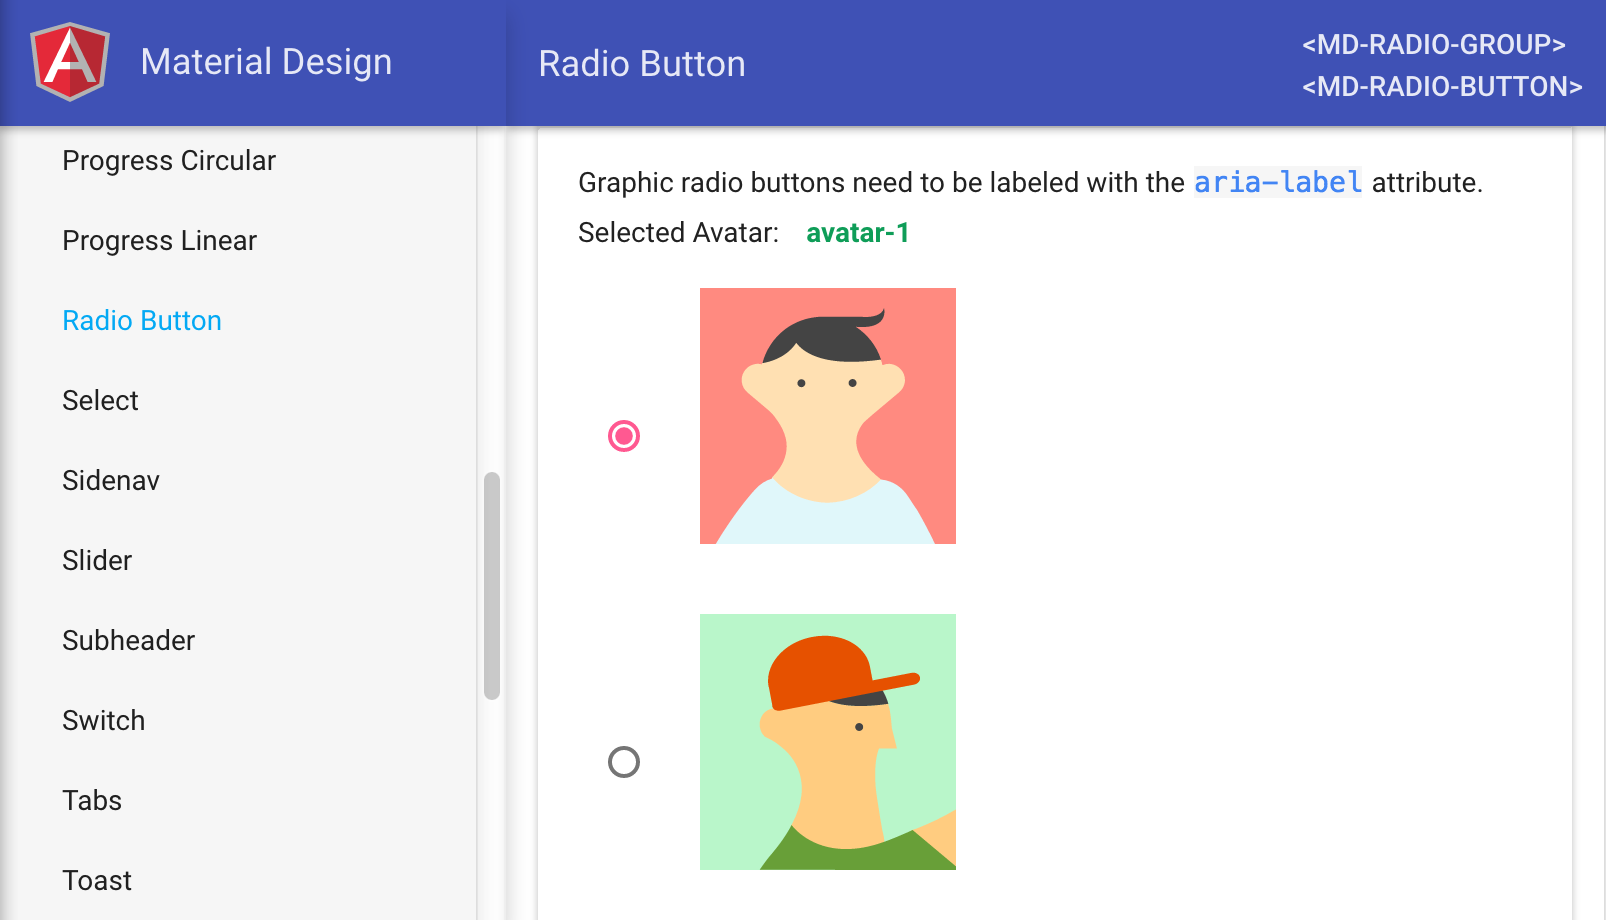 Material Design
Radio Button
<MD-RADIO-GROUP>
<MD-RADIO-BUTTON>
Progress Circular
Progress Linear
Radio Button
Select
Sidenav
Slider
Subheader
Switch
Tabs
Toast
Graphic radio buttons need to be labeled with the aria-label attribute.
Selected Avatar: avatar-1